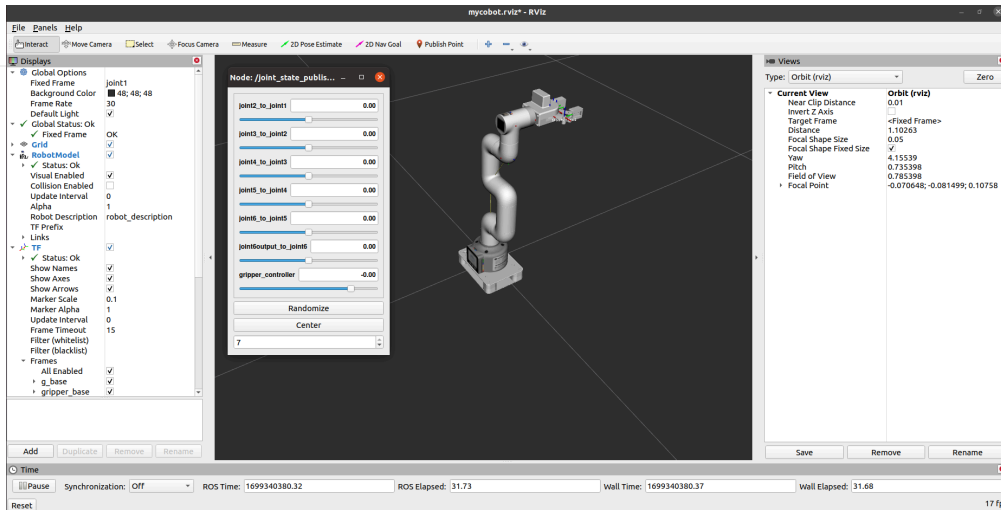 mycobot.rviz* - RViz
File Panels Help
Interact Move Camera Select Focus Camera Measure 2D Pose Estimate 2D Nav Goal Publish Point
Displays
Global Options
Fixed Frame joint1
Background Color 48; 48; 48
Frame Rate 30
Default Light
Global Status: Ok
Fixed Frame OK
Grid
RobotModel
Status: Ok
Visual Enabled
Collision Enabled
Update Interval 0
Alpha 1
Robot Description robot_description
TF Prefix
Links
TF
Status: Ok
Show Names
Show Axes
Show Arrows
Marker Scale 0.1
Marker Alpha 1
Update Interval 0
Frame Timeout 15
Filter (whitelist)
Filter (blacklist)
Frames
All Enabled
g_base
gripper_base
Add Duplicate Remove Rename
Node: /joint_state_publis...
joint2_to_joint1 0.00
joint3_to_joint2 0.00
joint4_to_joint3 0.00
joint5_to_joint4 0.00
joint6_to_joint5 0.00
joint6output_to_joint6 0.00
gripper_controller -0.00
Randomize
Center
7
Views
Type: Orbit (rviz) Zero
Current View Orbit (rviz)
Near Clip Distance 0.01
Invert Z Axis
Target Frame <Fixed Frame>
Distance 1.10263
Focal Shape Size 0.05
Focal Shape Fixed Size
Yaw 4.15539
Pitch 0.735398
Field of View 0.785398
Focal Point -0.070648; -0.081499; 0.10758
Save Remove Rename
Time
Pause Synchronization: Off ROS Time: 1699340380.32 ROS Elapsed: 31.73 Wall Time: 1699340380.37 Wall Elapsed: 31.68
Reset 17 fp